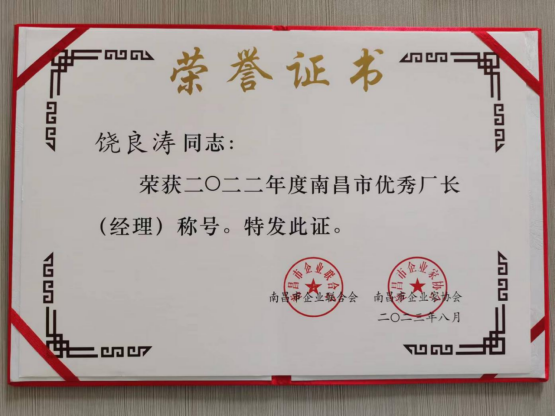 荣誉证书
饶良涛同志：
荣获二〇二二年度南昌市优秀厂长
（经理）称号。特发此证。
南昌市企业联合会 南昌市企业家协会
二〇二三年八月